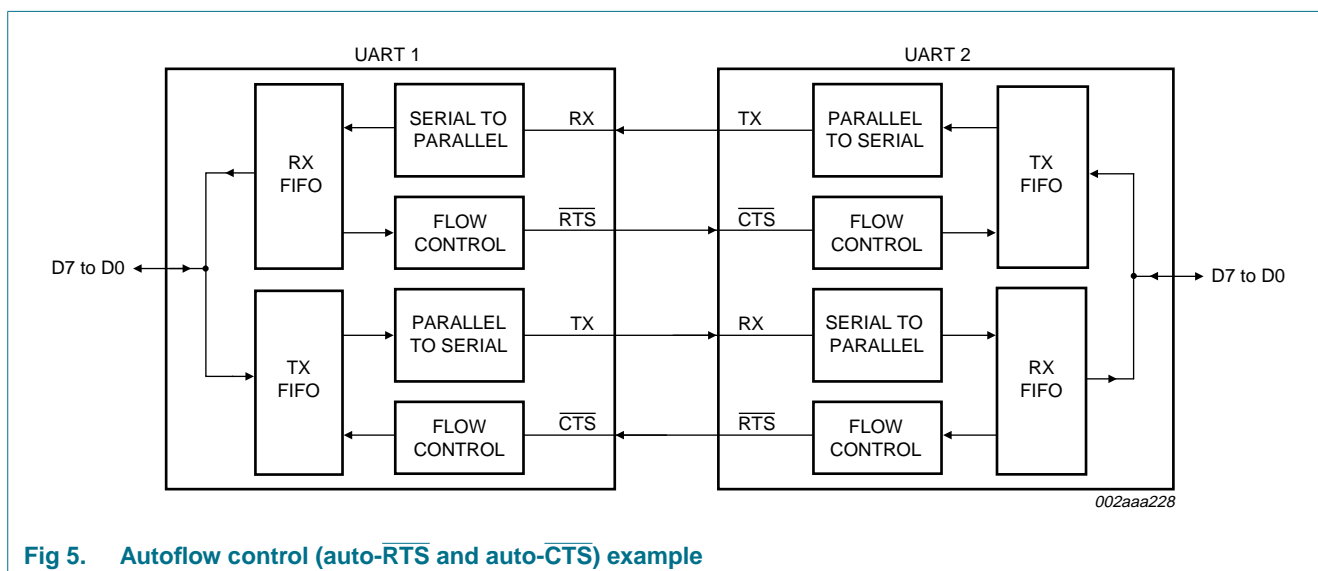 UART 1
UART 2
SERIAL TO
PARALLEL
RX
TX
PARALLEL
TO SERIAL
RX
FIFO
TX
FIFO
FLOW
CONTROL
RTS
CTS
FLOW
CONTROL
D7 to D0
D7 to D0
PARALLEL
TO SERIAL
TX
RX
SERIAL TO
PARALLEL
TX
FIFO
RX
FIFO
FLOW
CONTROL
CTS
RTS
FLOW
CONTROL
002aaa228
Fig 5. Autoflow control (auto-RTS and auto-CTS) example